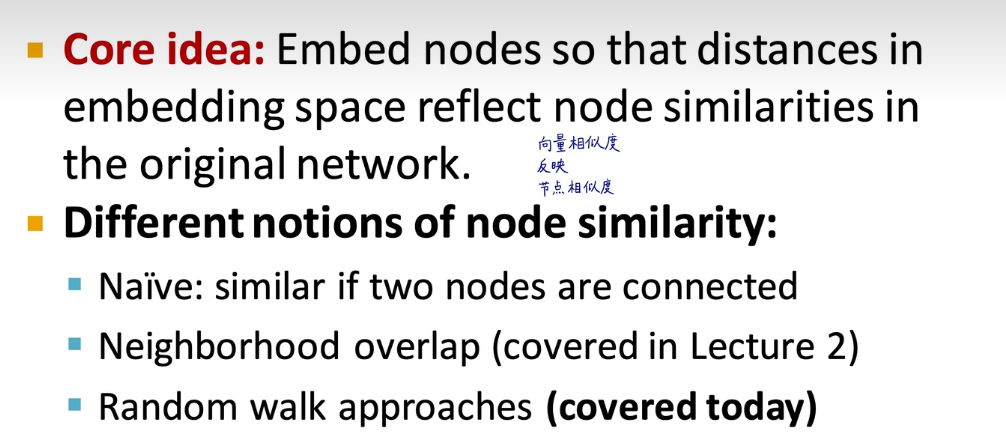 Core idea: Embed nodes so that distances in
embedding space reflect node similarities in
the original network.
向量相似度
反映
节点相似度
Different notions of node similarity:
Naïve: similar if two nodes are connected
Neighborhood overlap (covered in Lecture 2)
Random walk approaches (covered today)